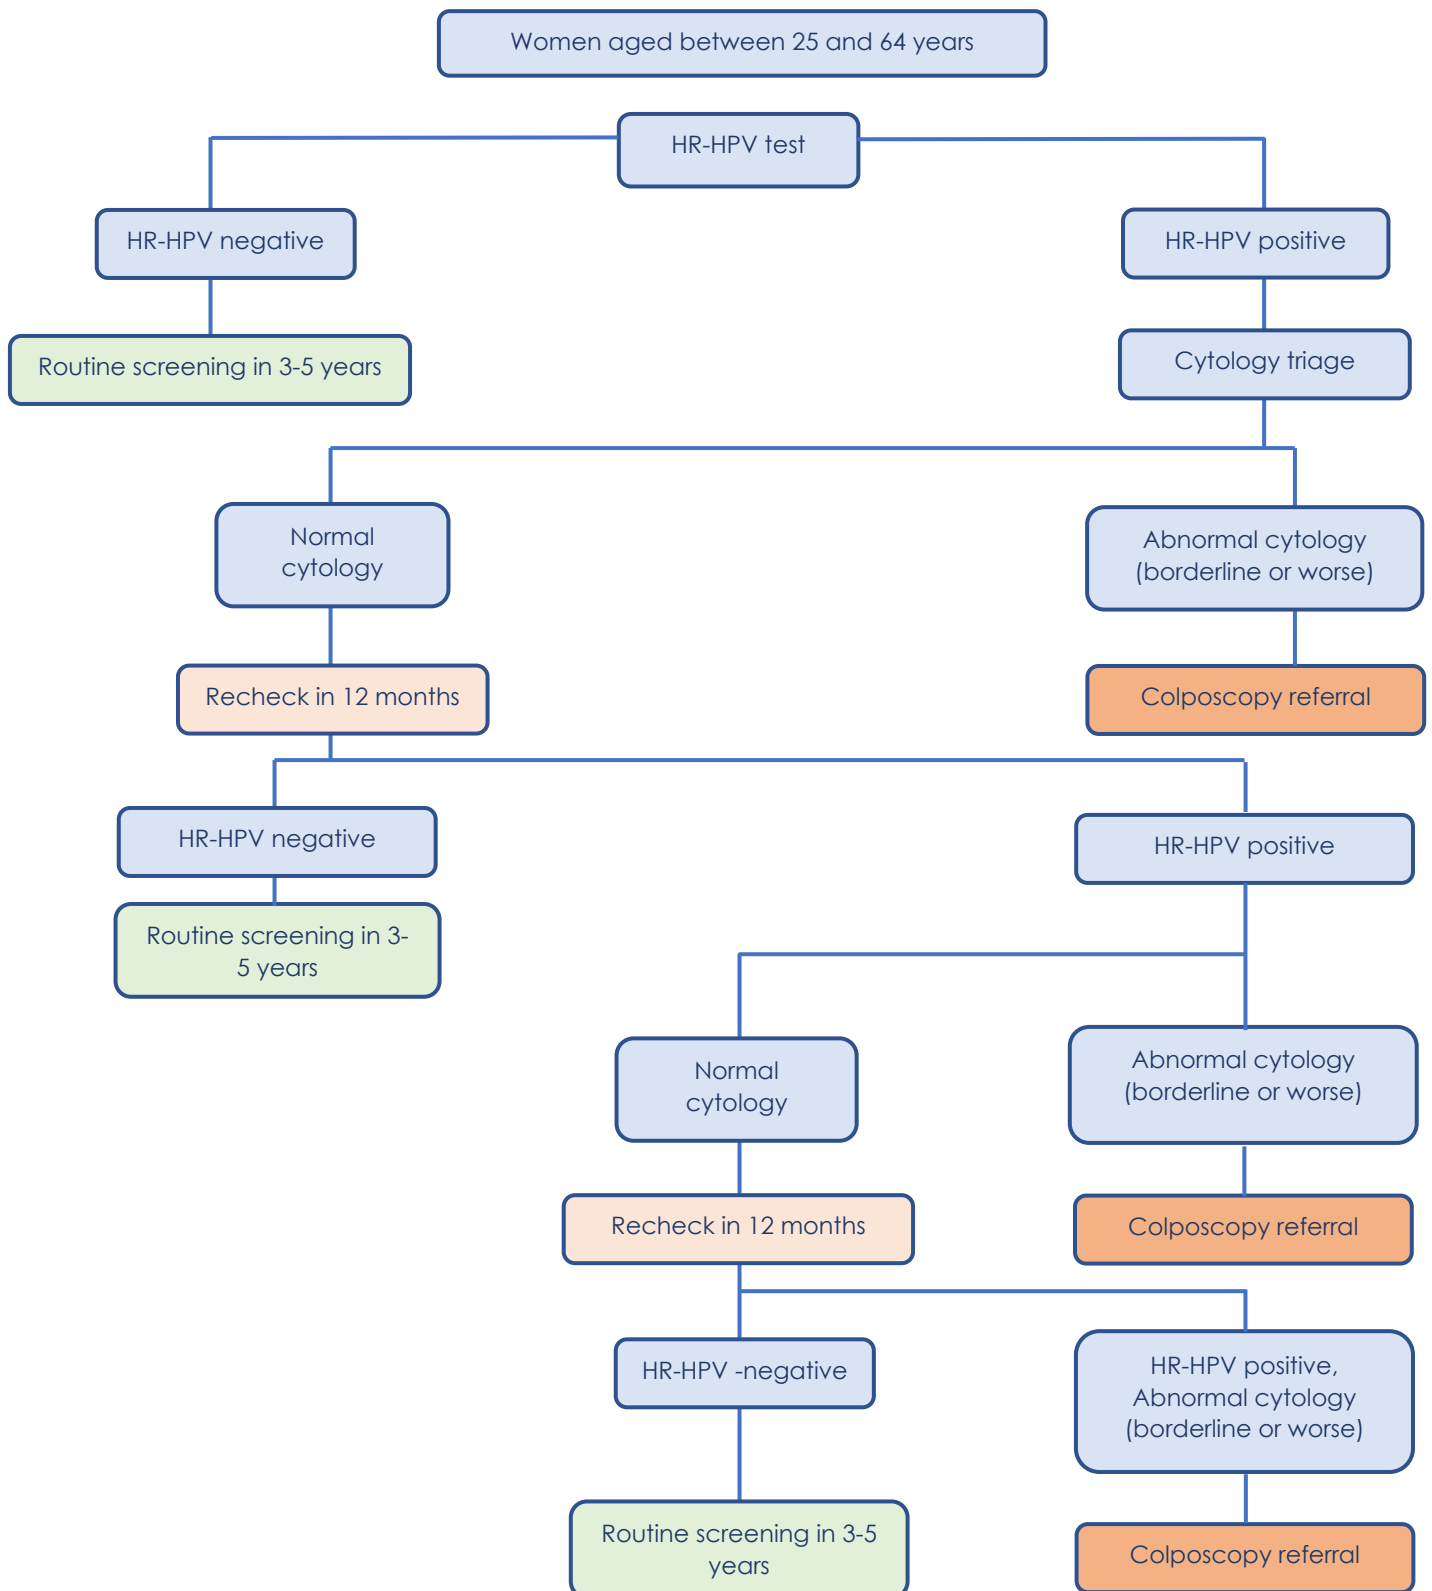 Women aged between 25 and 64 years
HR-HPV test
HR-HPV negative
HR-HPV positive
Routine screening in 3-5 years
Cytology triage
Normal
cytology
Abnormal cytology
(borderline or worse)
Recheck in 12 months
Colposcopy referral
HR-HPV negative
HR-HPV positive
Routine screening in 3-
5 years
Normal
cytology
Abnormal cytology
(borderline or worse)
Recheck in 12 months
Colposcopy referral
HR-HPV -negative
HR-HPV positive,
Abnormal cytology
(borderline or worse)
Routine screening in 3-5
years
Colposcopy referral